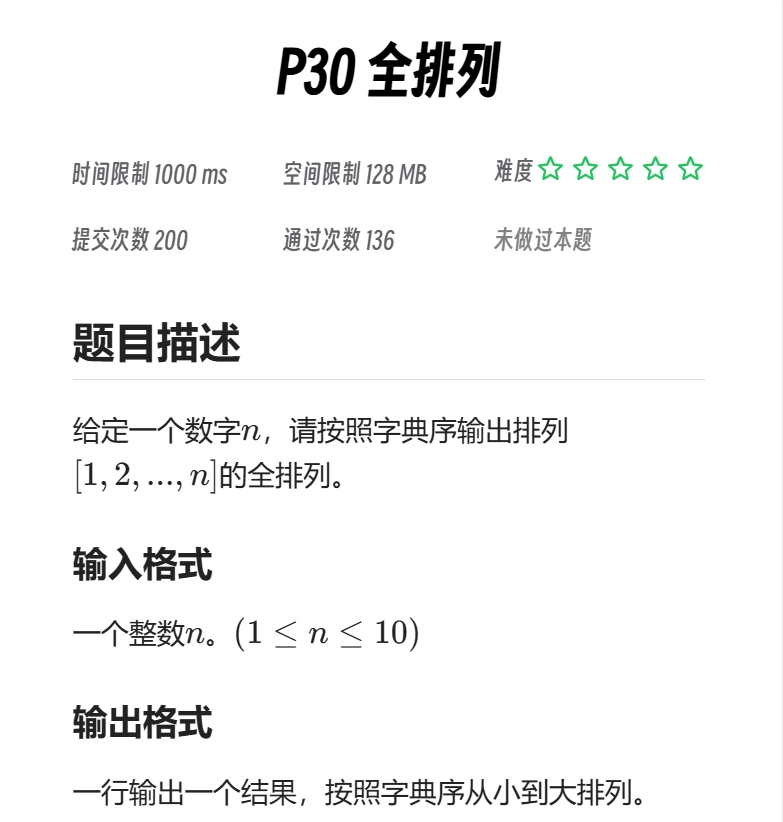 P30 全排列
时间限制 1000 ms 空间限制 128 MB 难度
提交次数 200 通过次数 136 未做过本题
题目描述
给定一个数字n，请按照字典序输出排列
[1, 2, ..., n]的全排列。
输入格式
一个整数n。(1 ≤ n ≤ 10)
输出格式
一行输出一个结果，按照字典序从小到大排列。